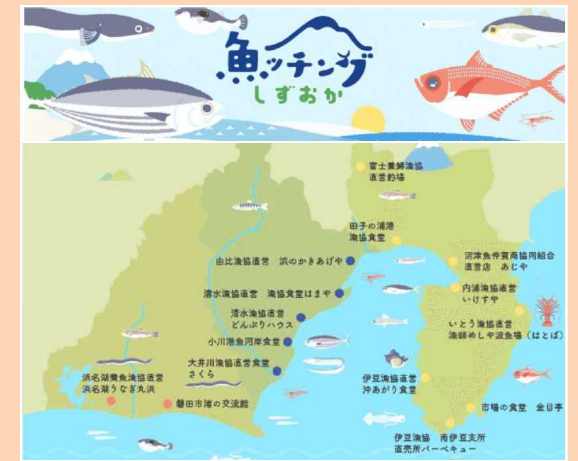 魚ッチング
しずおか
富士養鱒漁協
直営釣場
田子の浦港
漁協食堂
由比漁協直営 浜のかきあげや
沼津魚仲買商協同組合
直営店 あじや
清水漁協直営 漁協食堂はまや
内浦漁協直営
いけすや
清水漁協直営
どんぶりハウス
いとう漁協直営
漁師めしや波魚場（はとば）
小川港魚河岸食堂
大井川漁協直営食堂
さくら
浜名湖養魚漁協直営
浜名湖うなぎ丸浜
伊豆漁協直営
沖あがり食堂
磐田市渚の交流館
市場の食堂 金目亭
伊豆漁協 南伊豆支所
直売所バーベキュー